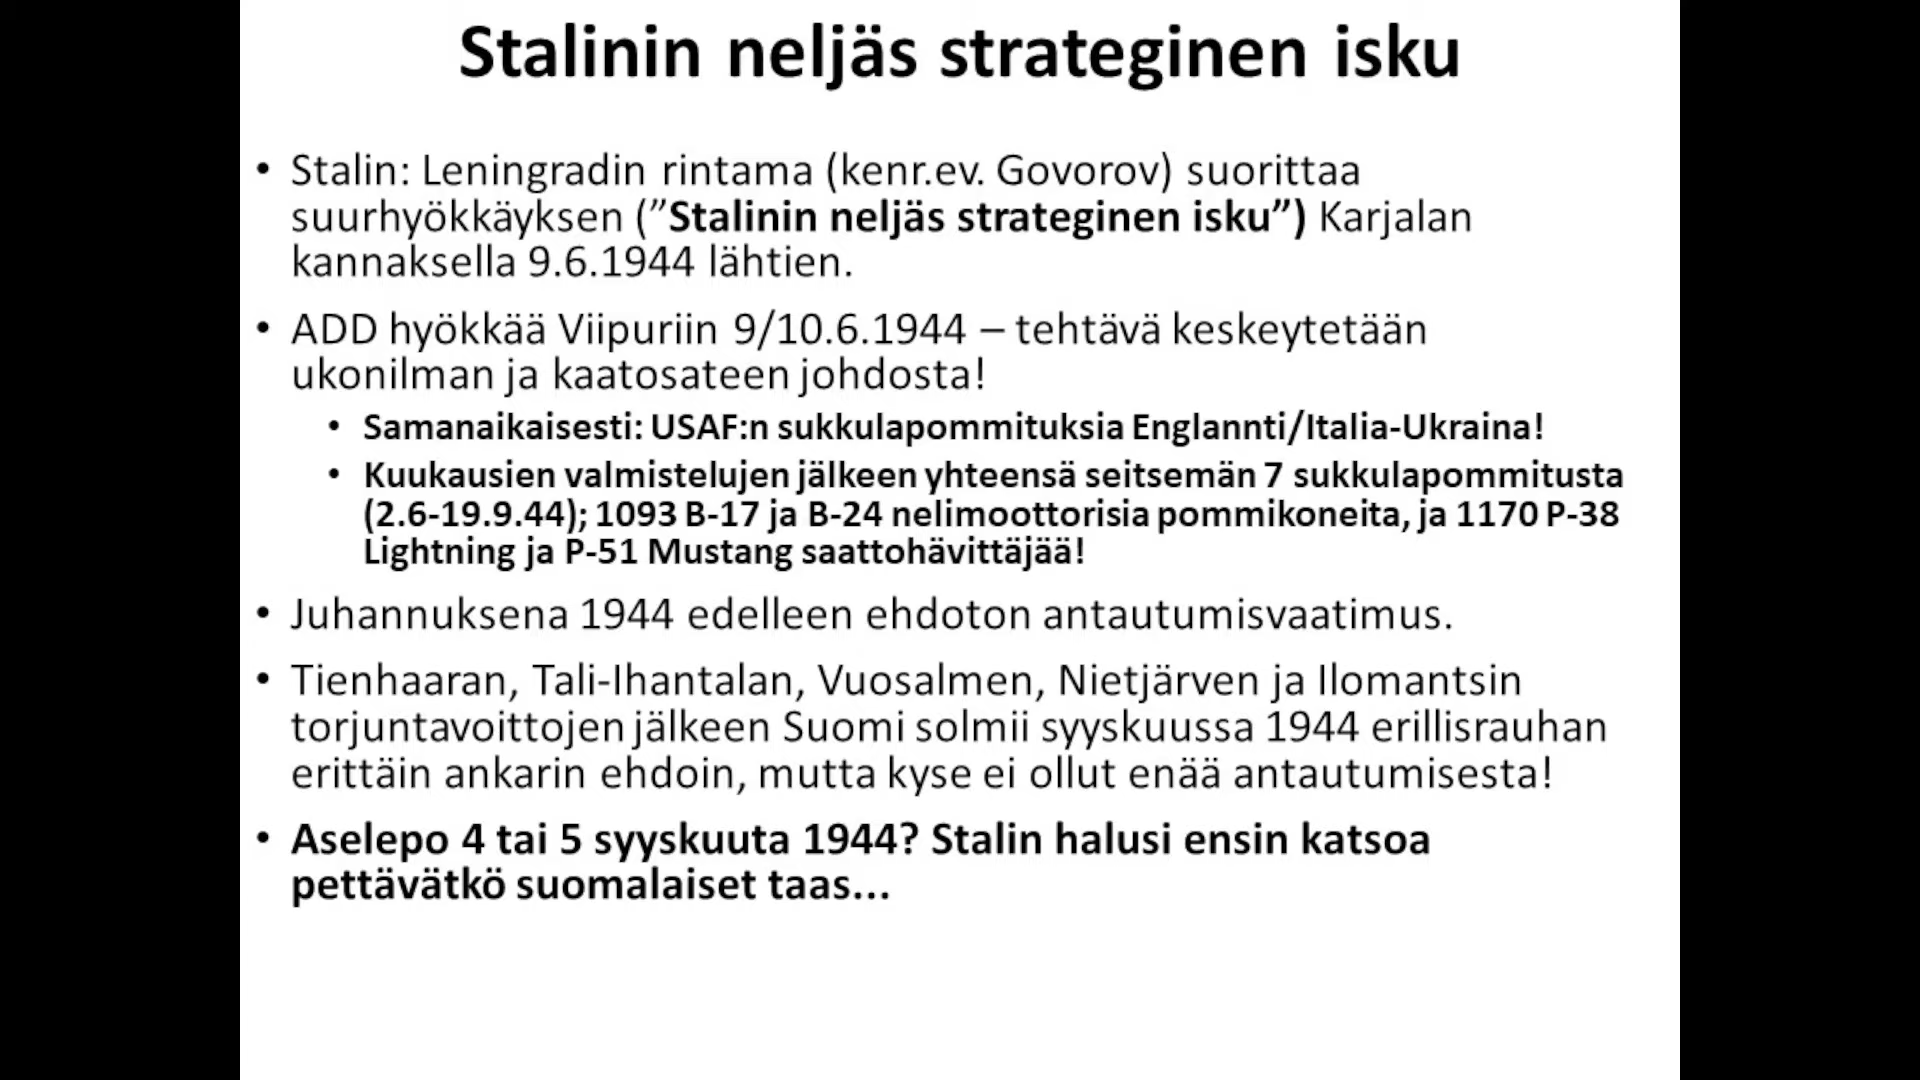 Stalinin neljäs strateginen isku
• Stalin: Leningradin rintama (kenr.ev. Govorov) suorittaa
suurhyökkäyksen (”Stalinin neljäs strateginen isku”) Karjalan
kannaksella 9.6.1944 lähtien.
• ADD hyökkää Viipuriin 9/10.6.1944 – tehtävä keskeytetään
ukonilman ja kaatosateen johdosta!
• Samanaikaisesti: USAF:n sukkulapommituksia Englannti/Italia-Ukraina!
• Kuukausien valmistelujen jälkeen yhteensä seitsemän 7 sukkulapommitusta
(2.6-19.9.44); 1093 B-17 ja B-24 nelimoottorisia pommikoneita, ja 1170 P-38
Lightning ja P-51 Mustang saattohävittäjää!
• Juhannuksena 1944 edelleen ehdoton antautumisvaatimus.
• Tienhaaran, Tali-Ihantalan, Vuosalmen, Nietjärven ja Ilomantsin
torjuntavoittojen jälkeen Suomi solmii syyskuussa 1944 erillisrauhan
erittäin ankarin ehdoin, mutta kyse ei ollut enää antautumisesta!
• Aselepo 4 tai 5 syyskuuta 1944? Stalin halusi ensin katsoa
pettävätkö suomalaiset taas...